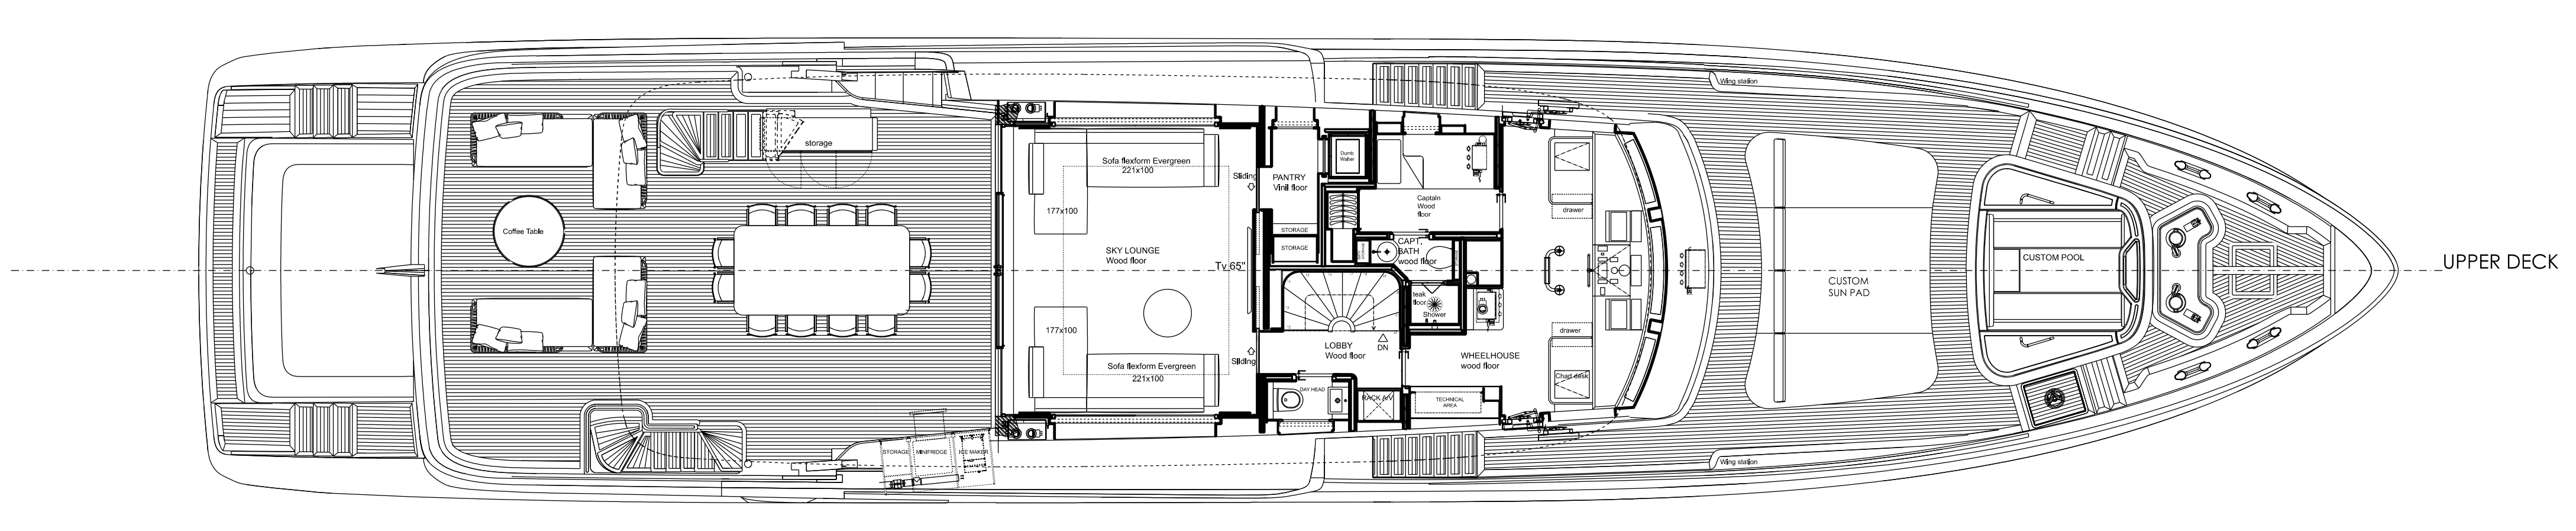 Wing station
storage
Coffee Table
Sofa flexform Evergreen
221x100
177x100
SKY LOUNGE
Wood floor
Tv 65"
177x100
Sofa flexform Evergreen
221x100
Sliding
Sliding
PANTRY
Vinil floor
Dumb
Waiter
STORAGE
STORAGE
Captain
Wood
floor
CAPT.
BATH
wood floor
teak
floor
Shower
LOBBY
Wood floor
DN
DAY HEAD
RACK A/V
TECHNICAL
AREA
WHEELHOUSE
wood floor
drawer
drawer
Chart desk
STORAGE
MINIFRIDGE
ICE MAKER
CUSTOM
SUN PAD
CUSTOM POOL
Wing station
UPPER DECK